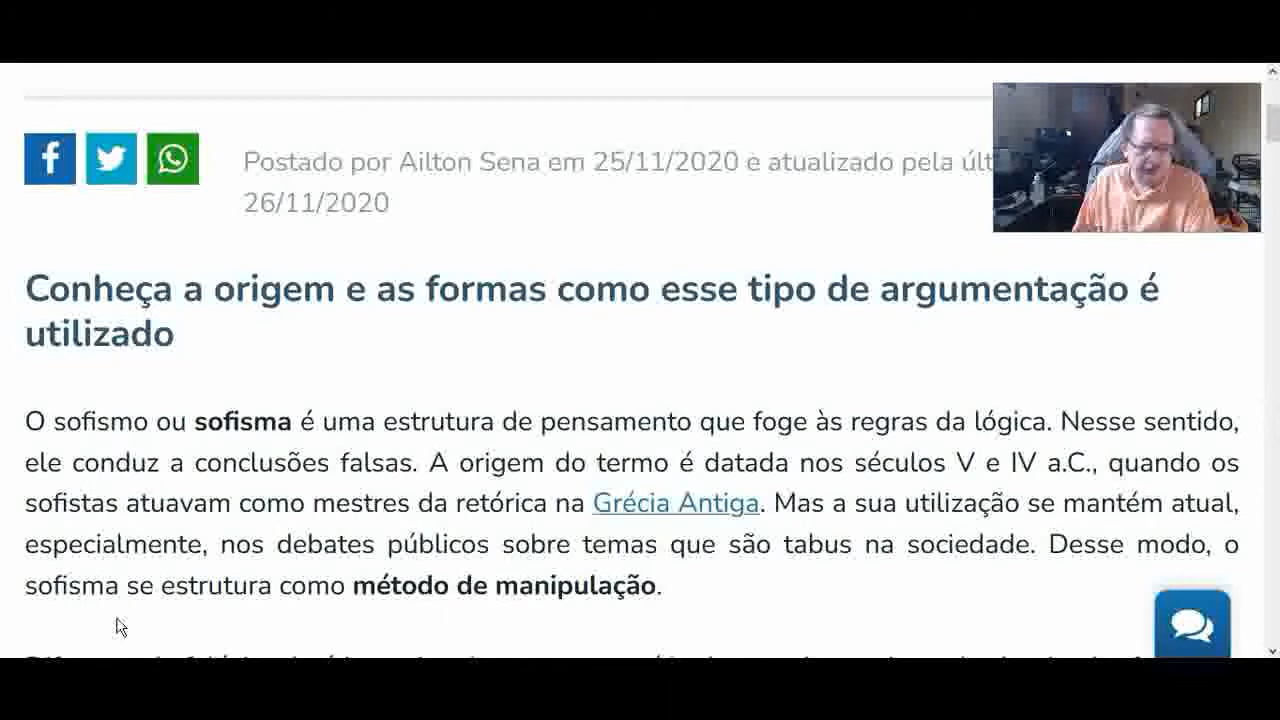 Postado por Ailton Sena em 25/11/2020 e atualizado pela últ
26/11/2020
Conheça a origem e as formas como esse tipo de argumentação é
utilizado
O sofismo ou sofisma é uma estrutura de pensamento que foge às regras da lógica. Nesse sentido,
ele conduz a conclusões falsas. A origem do termo é datada nos séculos V e IV a.C., quando os
sofistas atuavam como mestres da retórica na Grécia Antiga. Mas a sua utilização se mantém atual,
especialmente, nos debates públicos sobre temas que são tabus na sociedade. Desse modo, o
sofisma se estrutura como método de manipulação.